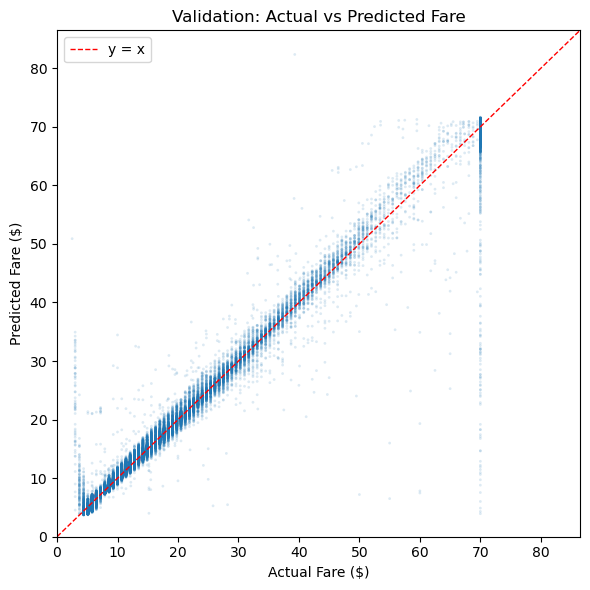 Validation: Actual vs Predicted Fare
y = x
Predicted Fare ($)
80
70
60
50
40
30
20
10
0
0 10 20 30 40 50 60 70 80
Actual Fare ($)